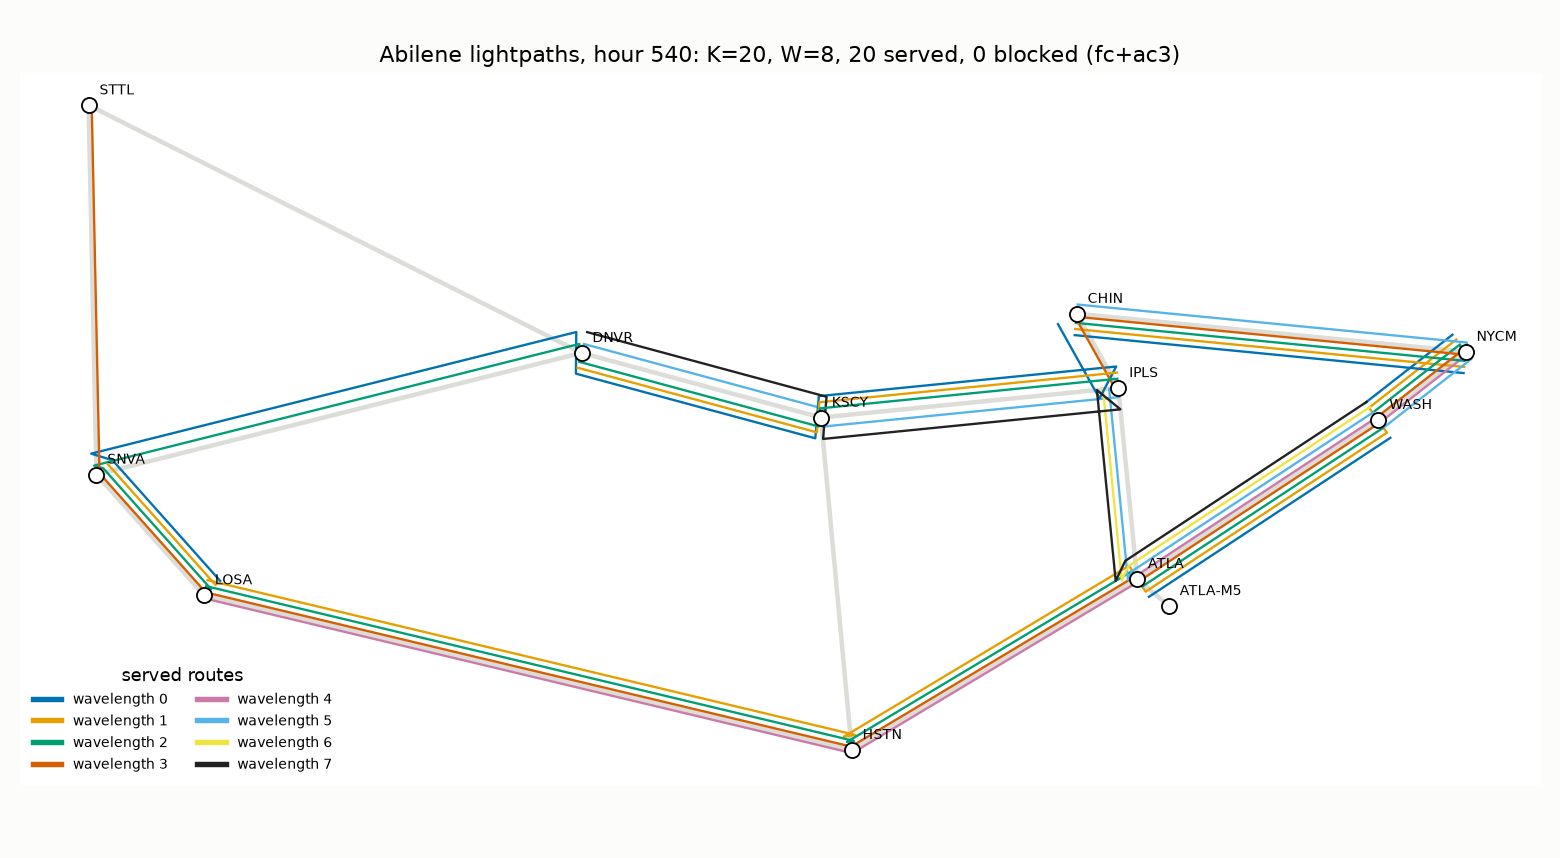 Abilene lightpaths, hour 540: K=20, W=8, 20 served, 0 blocked (fc+ac3)
STTL
CHIN
DNVR
NYCM
IPLS
KSCY
WASH
SNVA
ATLA
LOSA
ATLA-M5
HSTN
served routes
wavelength 0
wavelength 1
wavelength 2
wavelength 3
wavelength 4
wavelength 5
wavelength 6
wavelength 7